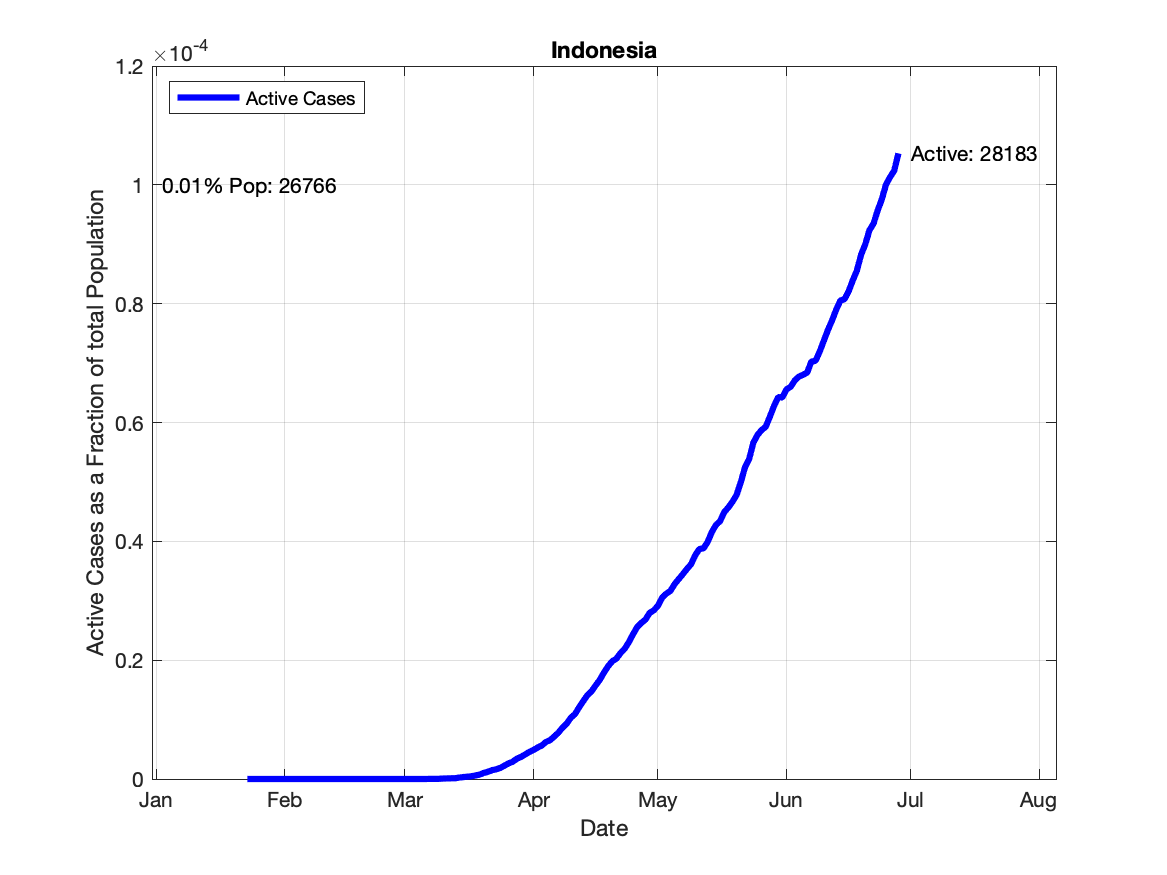 Indonesia
×10-4
1.2
1
0.8
0.6
0.4
0.2
0
Active Cases
0.01% Pop: 26766
Active: 28183
Active Cases as a Fraction of total Population
Jan Feb Mar Apr May Jun Jul Aug
Date